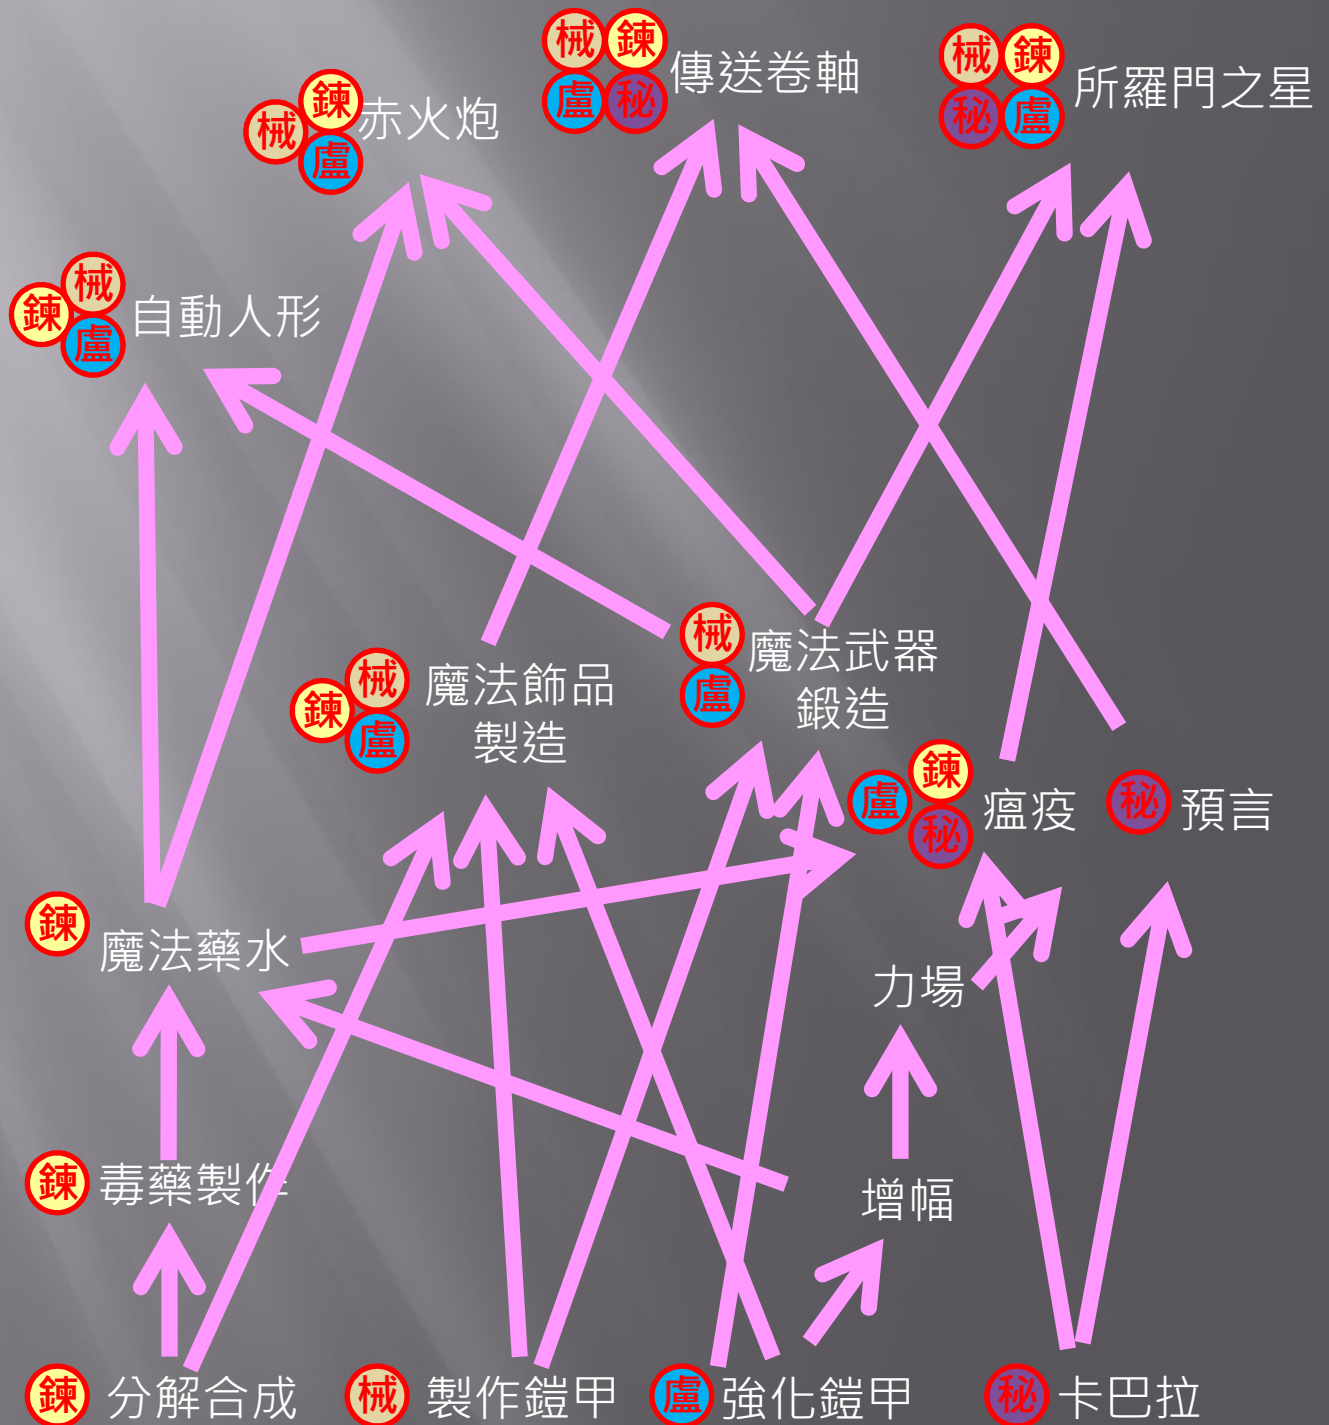 械 鍊
盧 秘
傳送卷軸
械 鍊
秘 盧
所羅門之星
鍊
械
盧
赤火炮
械
鍊
盧
自動人形
械
盧
魔法武器
鍛造
械
鍊
盧
魔法飾品
製造
鍊
盧
秘
瘟疫
秘
預言
鍊
魔法藥水
力場
鍊
毒藥製作
增幅
鍊
分解合成
械
製作鎧甲
盧
強化鎧甲
秘
卡巴拉